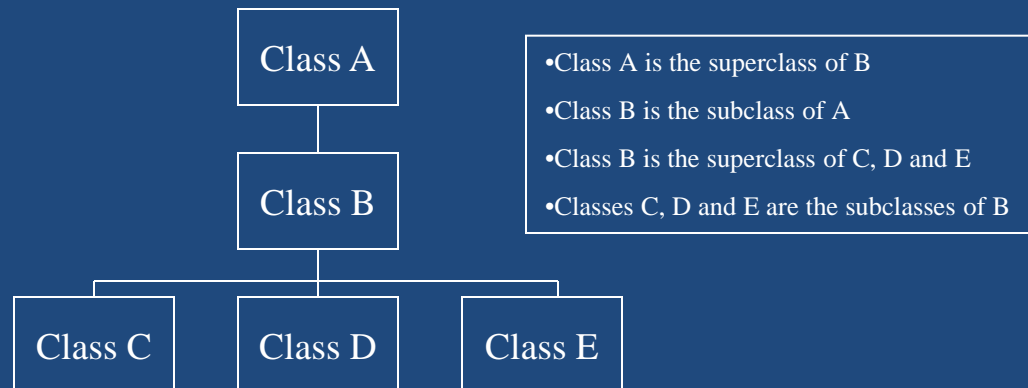 Class A
•Class A is the superclass of B
•Class B is the subclass of A
•Class B is the superclass of C, D and E
•Classes C, D and E are the subclasses of B
Class B
Class C
Class D
Class E